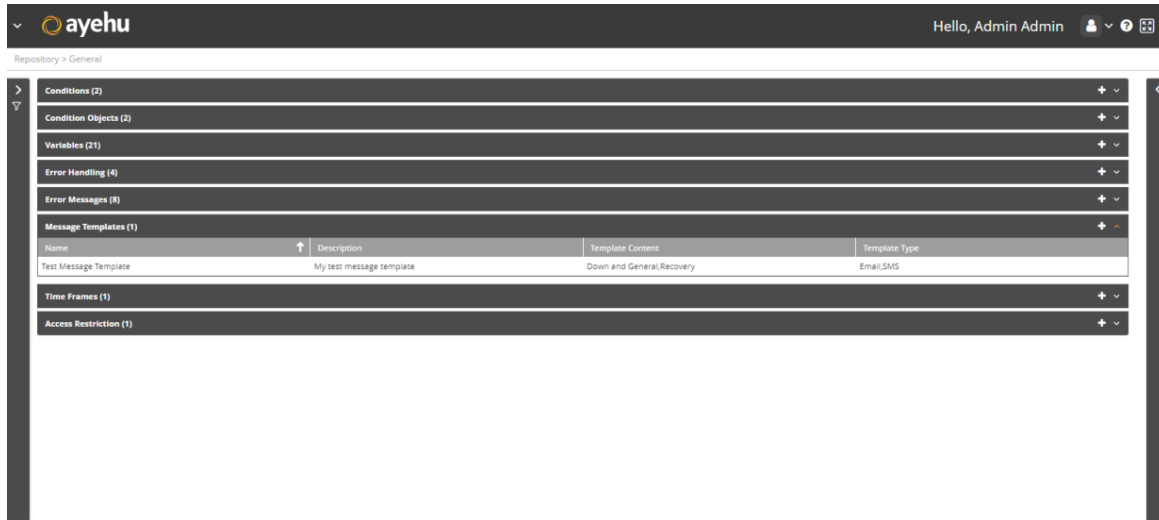 ayehu
Hello, Admin Admin
Repository > General
Conditions (2)
Condition Objects (2)
Variables (21)
Error Handling (4)
Error Messages (8)
Message Templates (1)
Name Description Template Content Template Type
Test Message Template My test message template Down and General,Recovery Email,SMS
Time Frames (1)
Access Restriction (1)